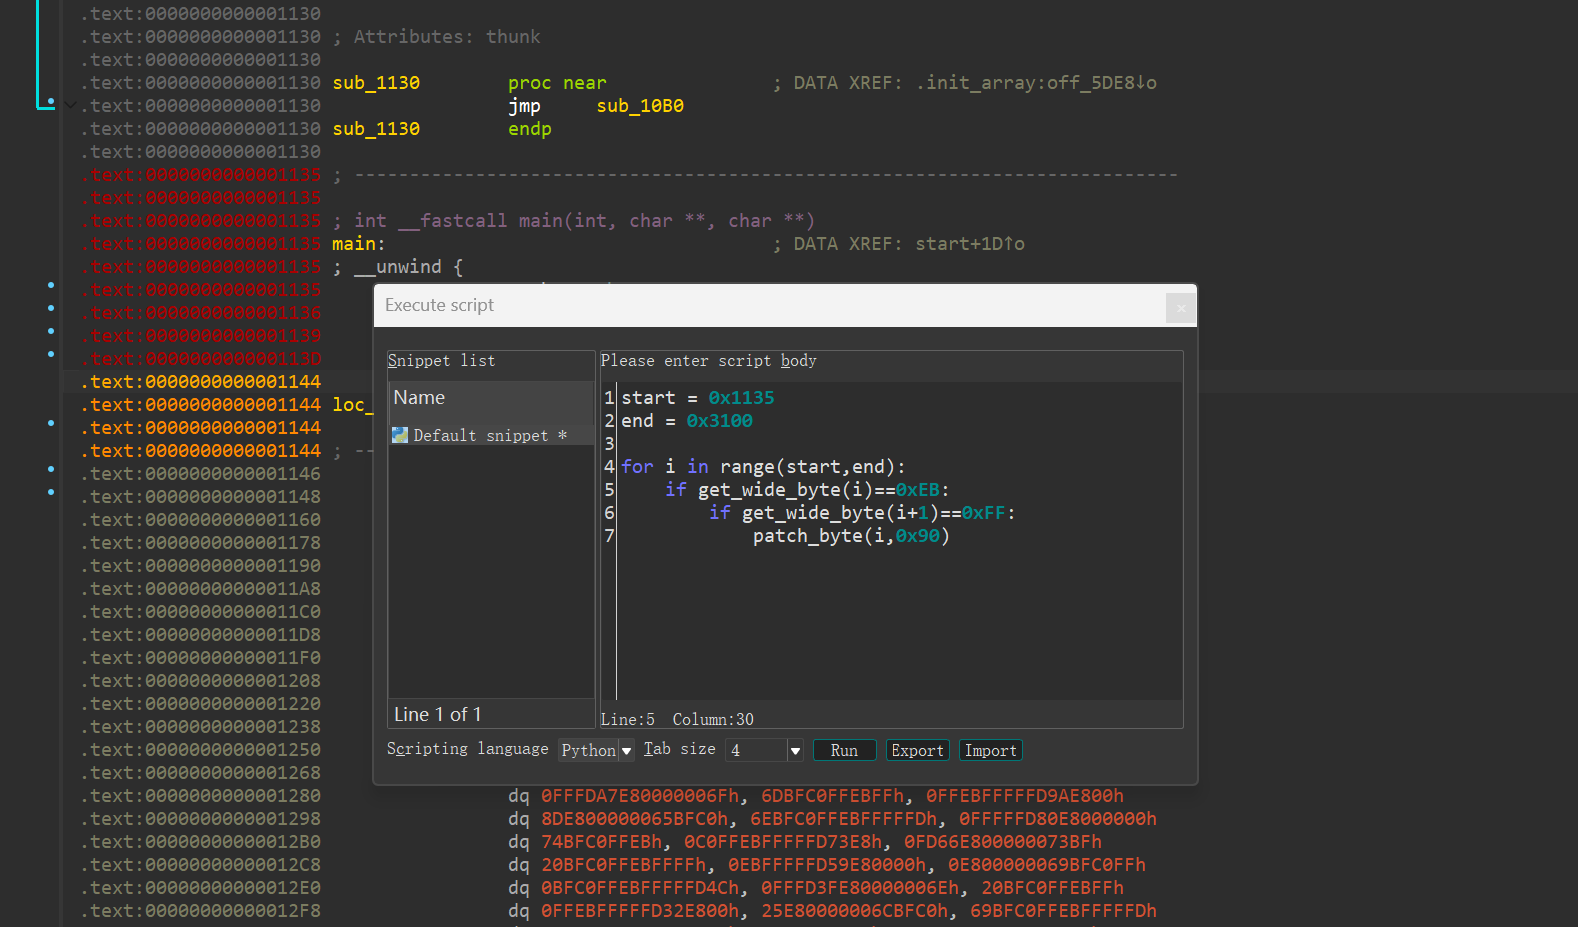 .text:0000000000001130
.text:0000000000001130 ; Attributes: thunk
.text:0000000000001130
.text:0000000000001130 sub_1130 proc near ; DATA XREF: .init_array:off_5DE8↓o
.text:0000000000001130 jmp sub_10B0
.text:0000000000001130 sub_1130 endp
.text:0000000000001130
.text:0000000000001135 ; ---------------------------------------------------------------------------
.text:0000000000001135
.text:0000000000001135 ; int __fastcall main(int, char **, char **)
.text:0000000000001135 main: ; DATA XREF: start+1D↑o
.text:0000000000001135 ; __unwind {
.text:0000000000001135
.text:0000000000001136
.text:0000000000001139
.text:000000000000113D
.text:0000000000001144
.text:0000000000001144 loc_
.text:0000000000001144
.text:0000000000001144 ; --
.text:0000000000001146
.text:0000000000001148
.text:0000000000001160
.text:0000000000001178
.text:0000000000001190
.text:00000000000011A8
.text:00000000000011C0
.text:00000000000011D8
.text:00000000000011F0
.text:0000000000001208
.text:0000000000001220
.text:0000000000001238
.text:0000000000001250
.text:0000000000001268
.text:0000000000001280 dq 0FFFDA7E80000006Fh, 6DBFC0FFEBFFh, 0FFEBFFFFFD9AE800h
.text:0000000000001298 dq 8DE800000065BFC0h, 6EBFC0FFEBFFFFFDh, 0FFFFFD80E8000000h
.text:00000000000012B0 dq 74BFC0FFEBh, 0C0FFEBFFFFFD73E8h, 0FD66E800000073BFh
.text:00000000000012C8 dq 20BFC0FFEBFFFFh, 0EBFFFFFD59E80000h, 0E800000069BFC0FFh
.text:00000000000012E0 dq 0BFC0FFEBFFFFFD4Ch, 0FFFD3FE80000006Eh, 20BFC0FFEBFFh
.text:00000000000012F8 dq 0FFEBFFFFFD32E800h, 25E80000006CBFC0h, 69BFC0FFEBFFFFFDh
Execute script
Snippet list
Name
Default snippet *
Line 1 of 1
Please enter script body
1 start = 0x1135
2 end = 0x3100
3
4 for i in range(start,end):
5 if get_wide_byte(i)==0xEB:
6 if get_wide_byte(i+1)==0xFF:
7 patch_byte(i,0x90)
Line:5 Column:30
Scripting language Python Tab size 4 Run Export Import